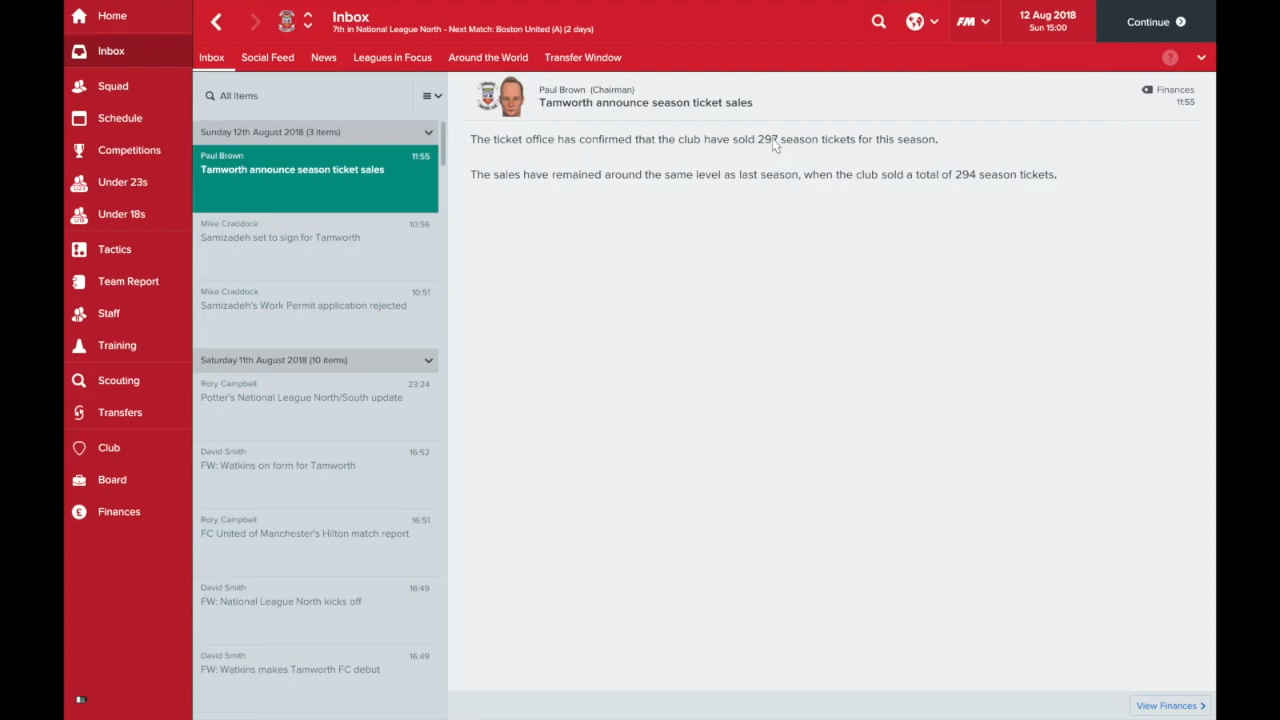 Home
Inbox
Squad
Schedule
Competitions
Under 23s
Under 18s
Tactics
Team Report
Staff
Training
Scouting
Transfers
Club
Board
Finances
Inbox
7th in National League North - Next Match: Boston United (A) (2 days)
FM
12 Aug 2018
Sun 15:00
Continue
Inbox Social Feed News Leagues in Focus Around the World Transfer Window
All Items
Sunday 12th August 2018 (3 items)
Paul Brown 11:55
Tamworth announce season ticket sales
Mike Craddock 10:56
Samizadeh set to sign for Tamworth
Mike Craddock 10:51
Samizadeh's Work Permit application rejected
Saturday 11th August 2018 (10 items)
Rory Campbell 23:24
Potter's National League North/South update
David Smith 16:52
FW: Watkins on form for Tamworth
Rory Campbell 16:51
FC United of Manchester's Hilton match report
David Smith 16:49
FW: National League North kicks off
David Smith 16:49
FW: Watkins makes Tamworth FC debut
Paul Brown (Chairman)
Tamworth announce season ticket sales
Finances
11:55
The ticket office has confirmed that the club have sold 297 season tickets for this season.
The sales have remained around the same level as last season, when the club sold a total of 294 season tickets.
View Finances